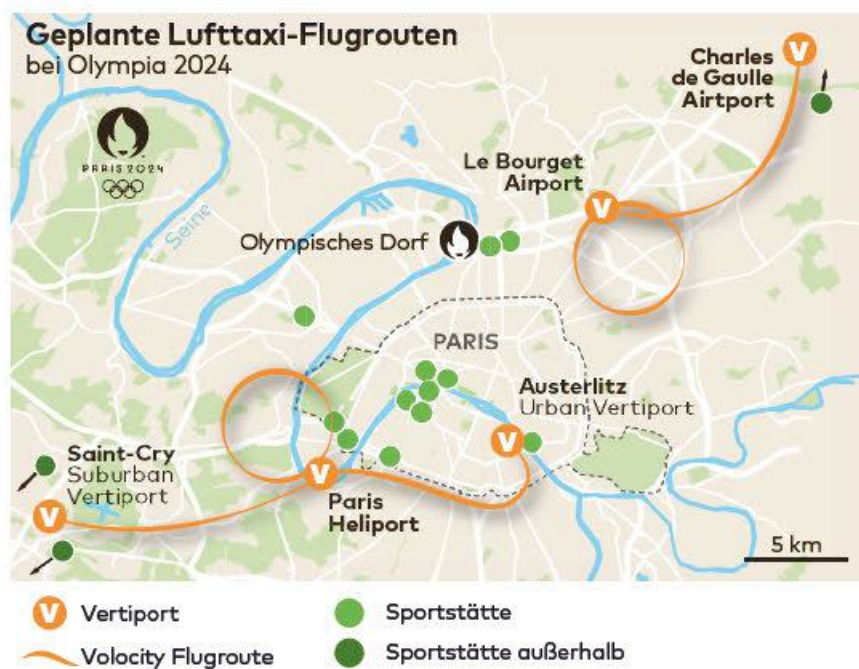 Geplante Lufttaxi-Flugrouten
bei Olympia 2024
PARIS 2024
Seine
Charles
de Gaulle
Airtport
V
Le Bourget
Airport
V
Olympisches Dorf
PARIS
Austerlitz
Urban Vertiport
V
Saint-Cry
Suburban
Vertiport
V
V
Paris
Heliport
5 km
V Vertiport
Volocity Flugroute
Sportstätte
Sportstätte außerhalb